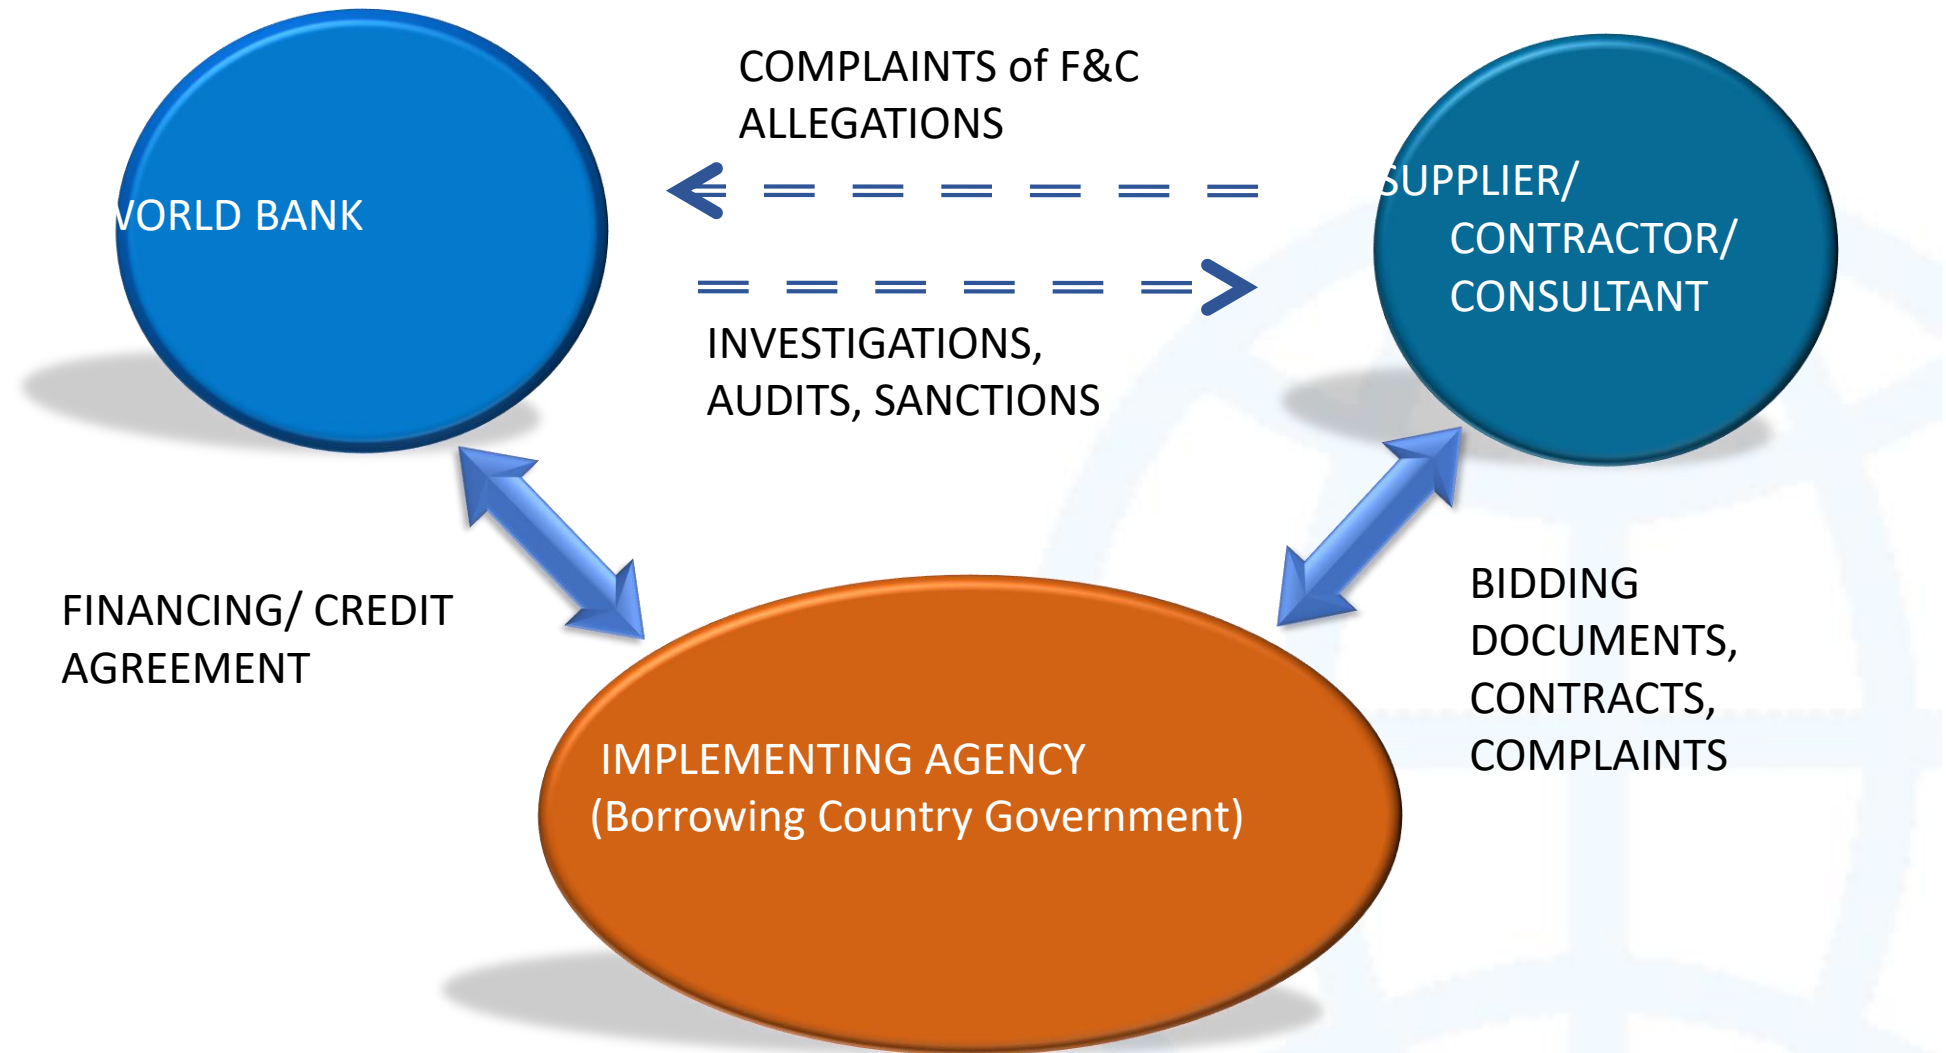 COMPLAINTS of F&C
ALLEGATIONS
WORLD BANK
SUPPLIER/
CONTRACTOR/
CONSULTANT
INVESTIGATIONS,
AUDITS, SANCTIONS
FINANCING/ CREDIT
AGREEMENT
BIDDING
DOCUMENTS,
CONTRACTS,
COMPLAINTS
IMPLEMENTING AGENCY
(Borrowing Country Government)